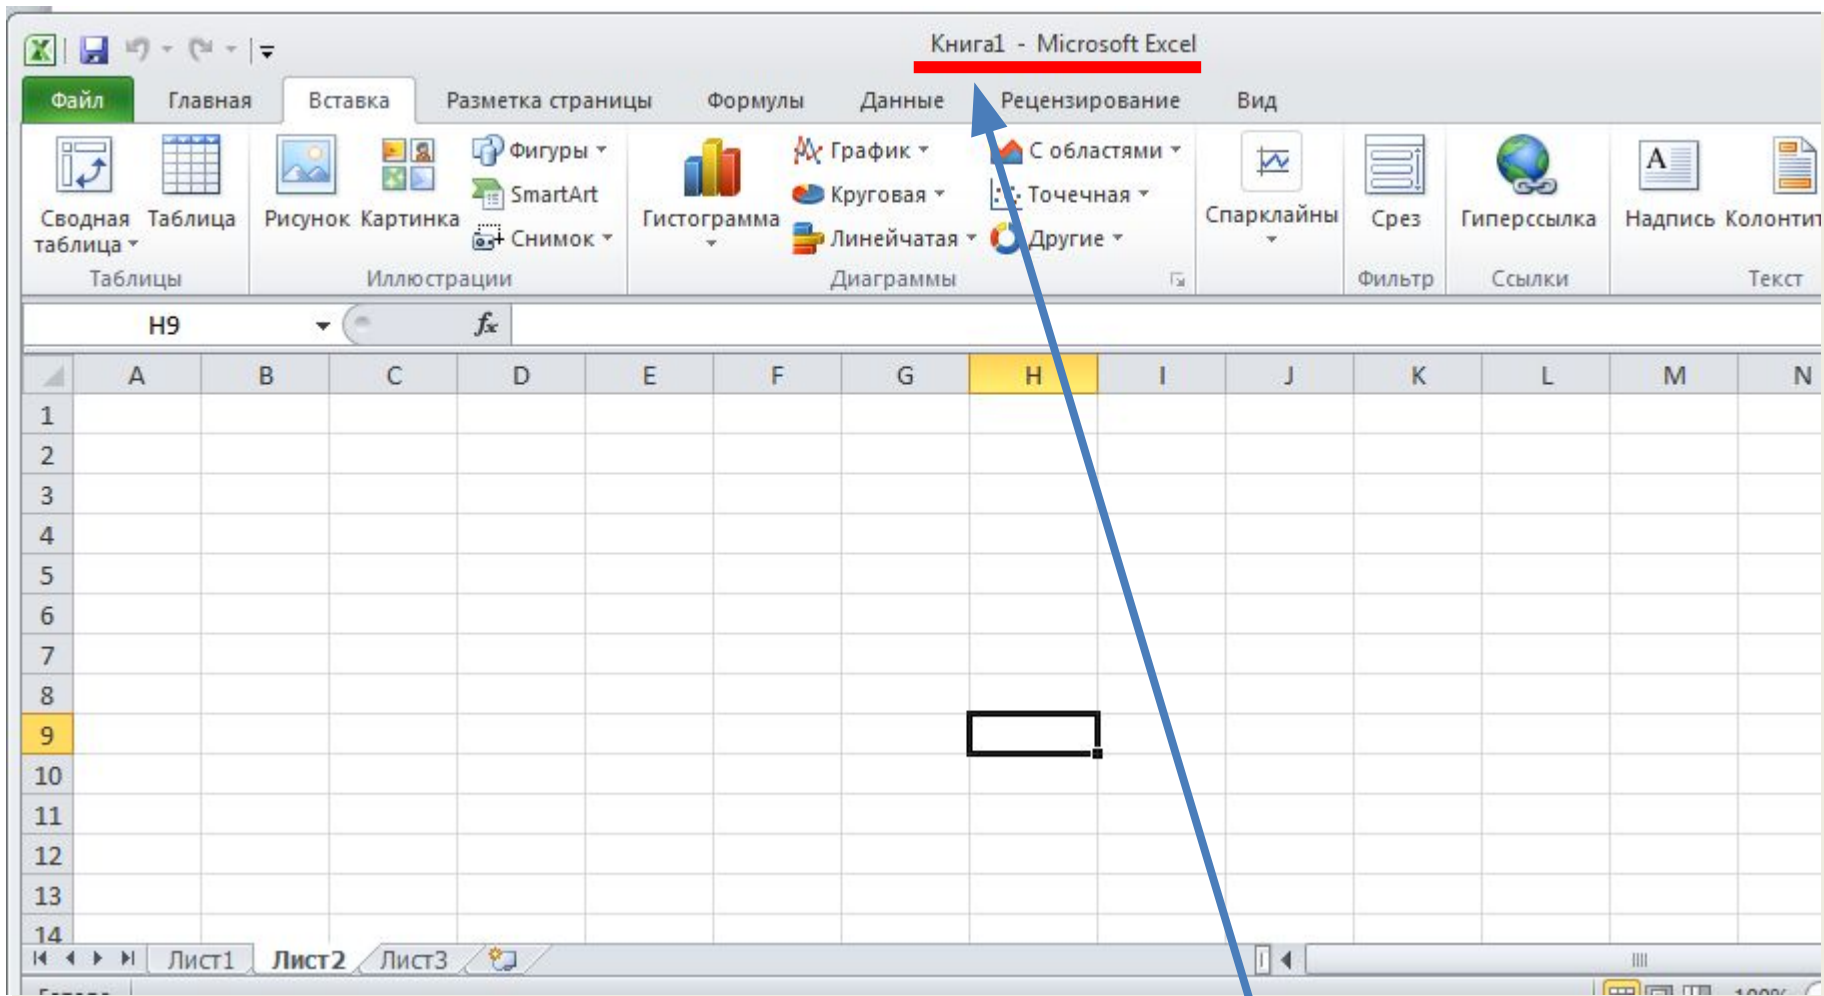 Книга1 - Microsoft Excel
Файл Главная Вставка Разметка страницы Формулы Данные Рецензирование Вид
Сводная таблица Таблица Рисунок Картинка Фигуры SmartArt Снимок Гистограмма График Круговая Линейчатая С областями Точечная Другие Спарклайны Срез Гиперссылка Надпись
Таблицы Иллюстрации Диаграммы Фильтр Ссылки Текст
H9 fx
A B C D E F G H I J K L M N
1
2
3
4
5
6
7
8
9
10
11
12
13
14
Лист1 Лист2 Лист3
100%